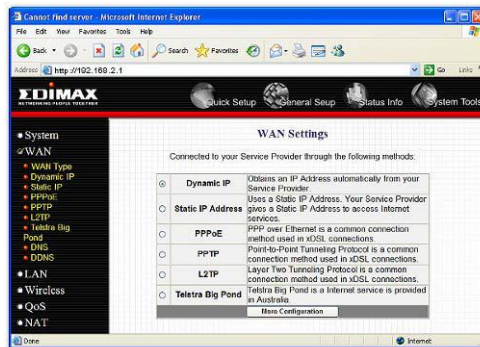 Cannot find server - Microsoft Internet Explorer
File Edit View Favorites Tools Help
Back Search Favorites
Address http://192.168.2.1 Go Links
EDIMAX
NETWORKING PEOPLE TOGETHER
Quick Setup General Seup Status Info System Tools
System
WAN
WAN Type
Dynamic IP
Static IP
PPPoE
PPTP
L2TP
Telstra Big
Pond
DNS
DDNS
LAN
Wireless
QoS
NAT
WAN Settings
Connected to your Service Provider through the following methods:
Dynamic IP Obtains an IP Address automatically from your
Service Provider.
Static IP Address Uses a Static IP Address. Your Service Provider
gives a Static IP Address to access Internet
services.
PPPoE PPP over Ethernet is a common connection
method used in xDSL connections.
PPTP Point-to-Point Tunneling Protocol is a common
connection method used in xDSL connections.
L2TP Layer Two Tunneling Protocol is a common
connection method used in xDSL connections.
Telstra Big Pond Telstra Big Pond is a Internet service is provided
in Australia.
More Configuration
Done Internet